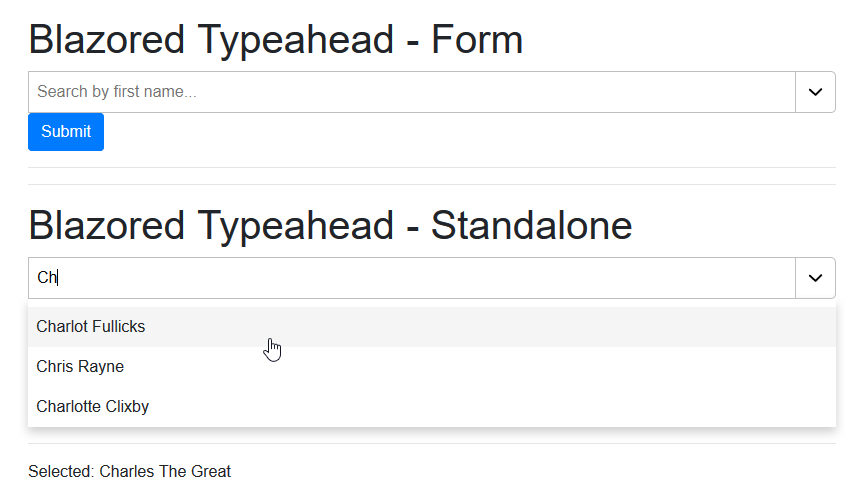 Blazored Typeahead - Form
Search by first name...
Submit
Blazored Typeahead - Standalone
Ch
Charlot Fullicks
Chris Rayne
Charlotte Clixby
Selected: Charles The Great